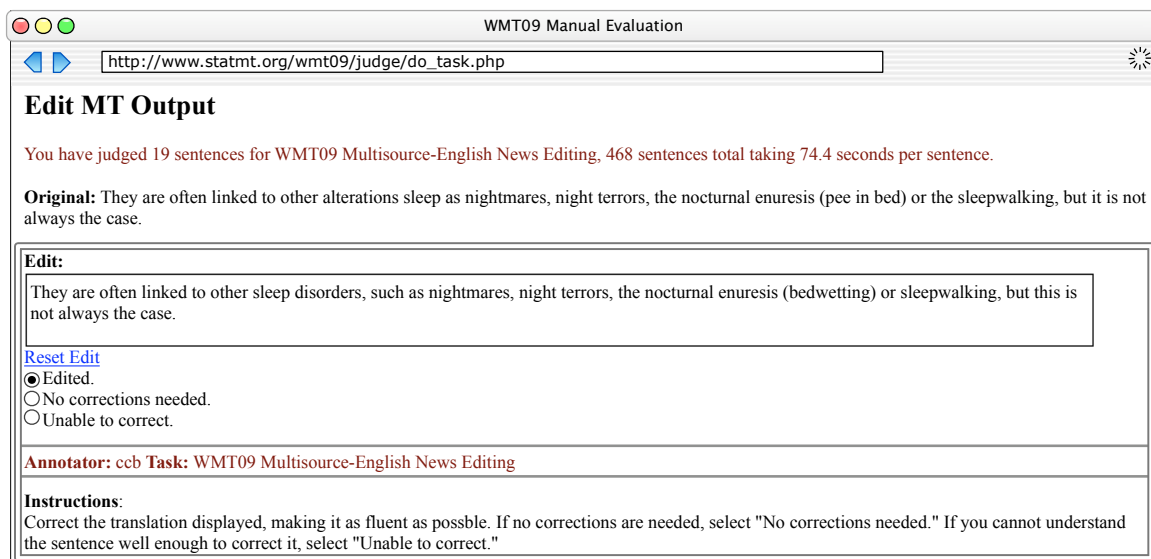 WMT09 Manual Evaluation
http://www.statmt.org/wmt09/judge/do_task.php
Edit MT Output
You have judged 19 sentences for WMT09 Multisource-English News Editing, 468 sentences total taking 74.4 seconds per sentence.
Original: They are often linked to other alterations sleep as nightmares, night terrors, the nocturnal enuresis (pee in bed) or the sleepwalking, but it is not
always the case.
Edit:
They are often linked to other sleep disorders, such as nightmares, night terrors, the nocturnal enuresis (bedwetting) or sleepwalking, but this is
not always the case.
Reset Edit
Edited.
No corrections needed.
Unable to correct.
Annotator: ccb Task: WMT09 Multisource-English News Editing
Instructions:
Correct the translation displayed, making it as fluent as possble. If no corrections are needed, select "No corrections needed." If you cannot understand
the sentence well enough to correct it, select "Unable to correct."